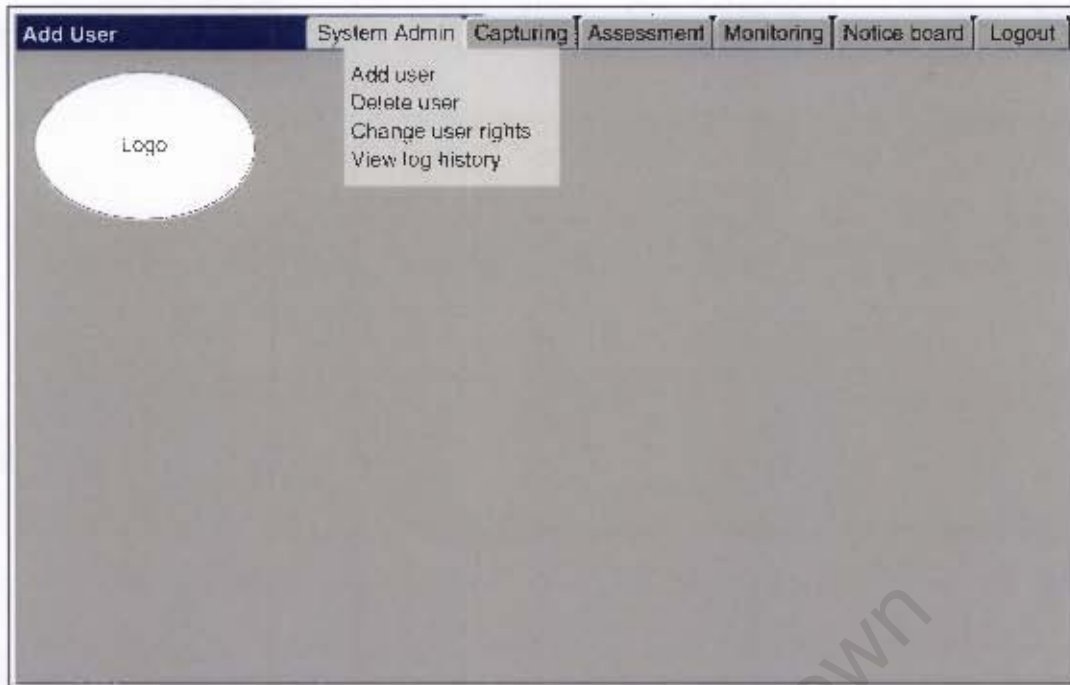 Add User System Admin Capturing Assessment Monitoring Notice board Logout
Add user
Delete user
Change user rights
View log history
Logo
own